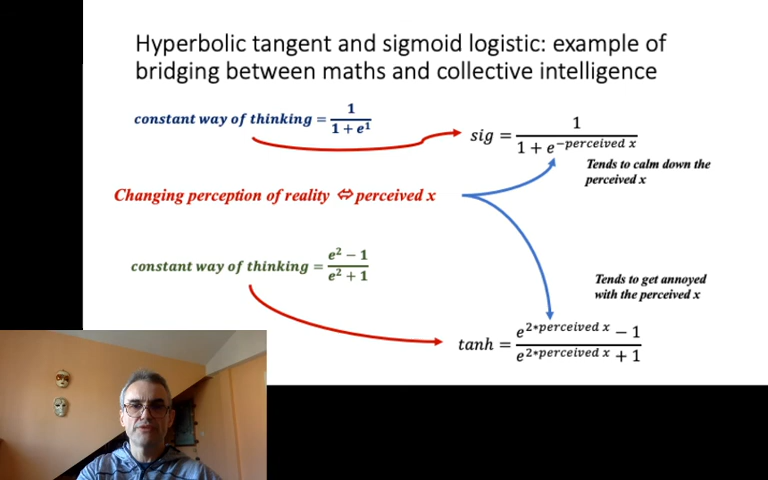 Hyperbolic tangent and sigmoid logistic: example of
bridging between maths and collective intelligence
constant way of thinking = 1 / (1 + e^1)
sig = 1 / (1 + e^(−perceived x))
Tends to calm down the
perceived x
Changing perception of reality ⇔ perceived x
constant way of thinking = (e^2 − 1) / (e^2 + 1)
Tends to get annoyed
with the perceived x
tanh = (e^(2*perceived x) − 1) / (e^(2*perceived x) + 1)